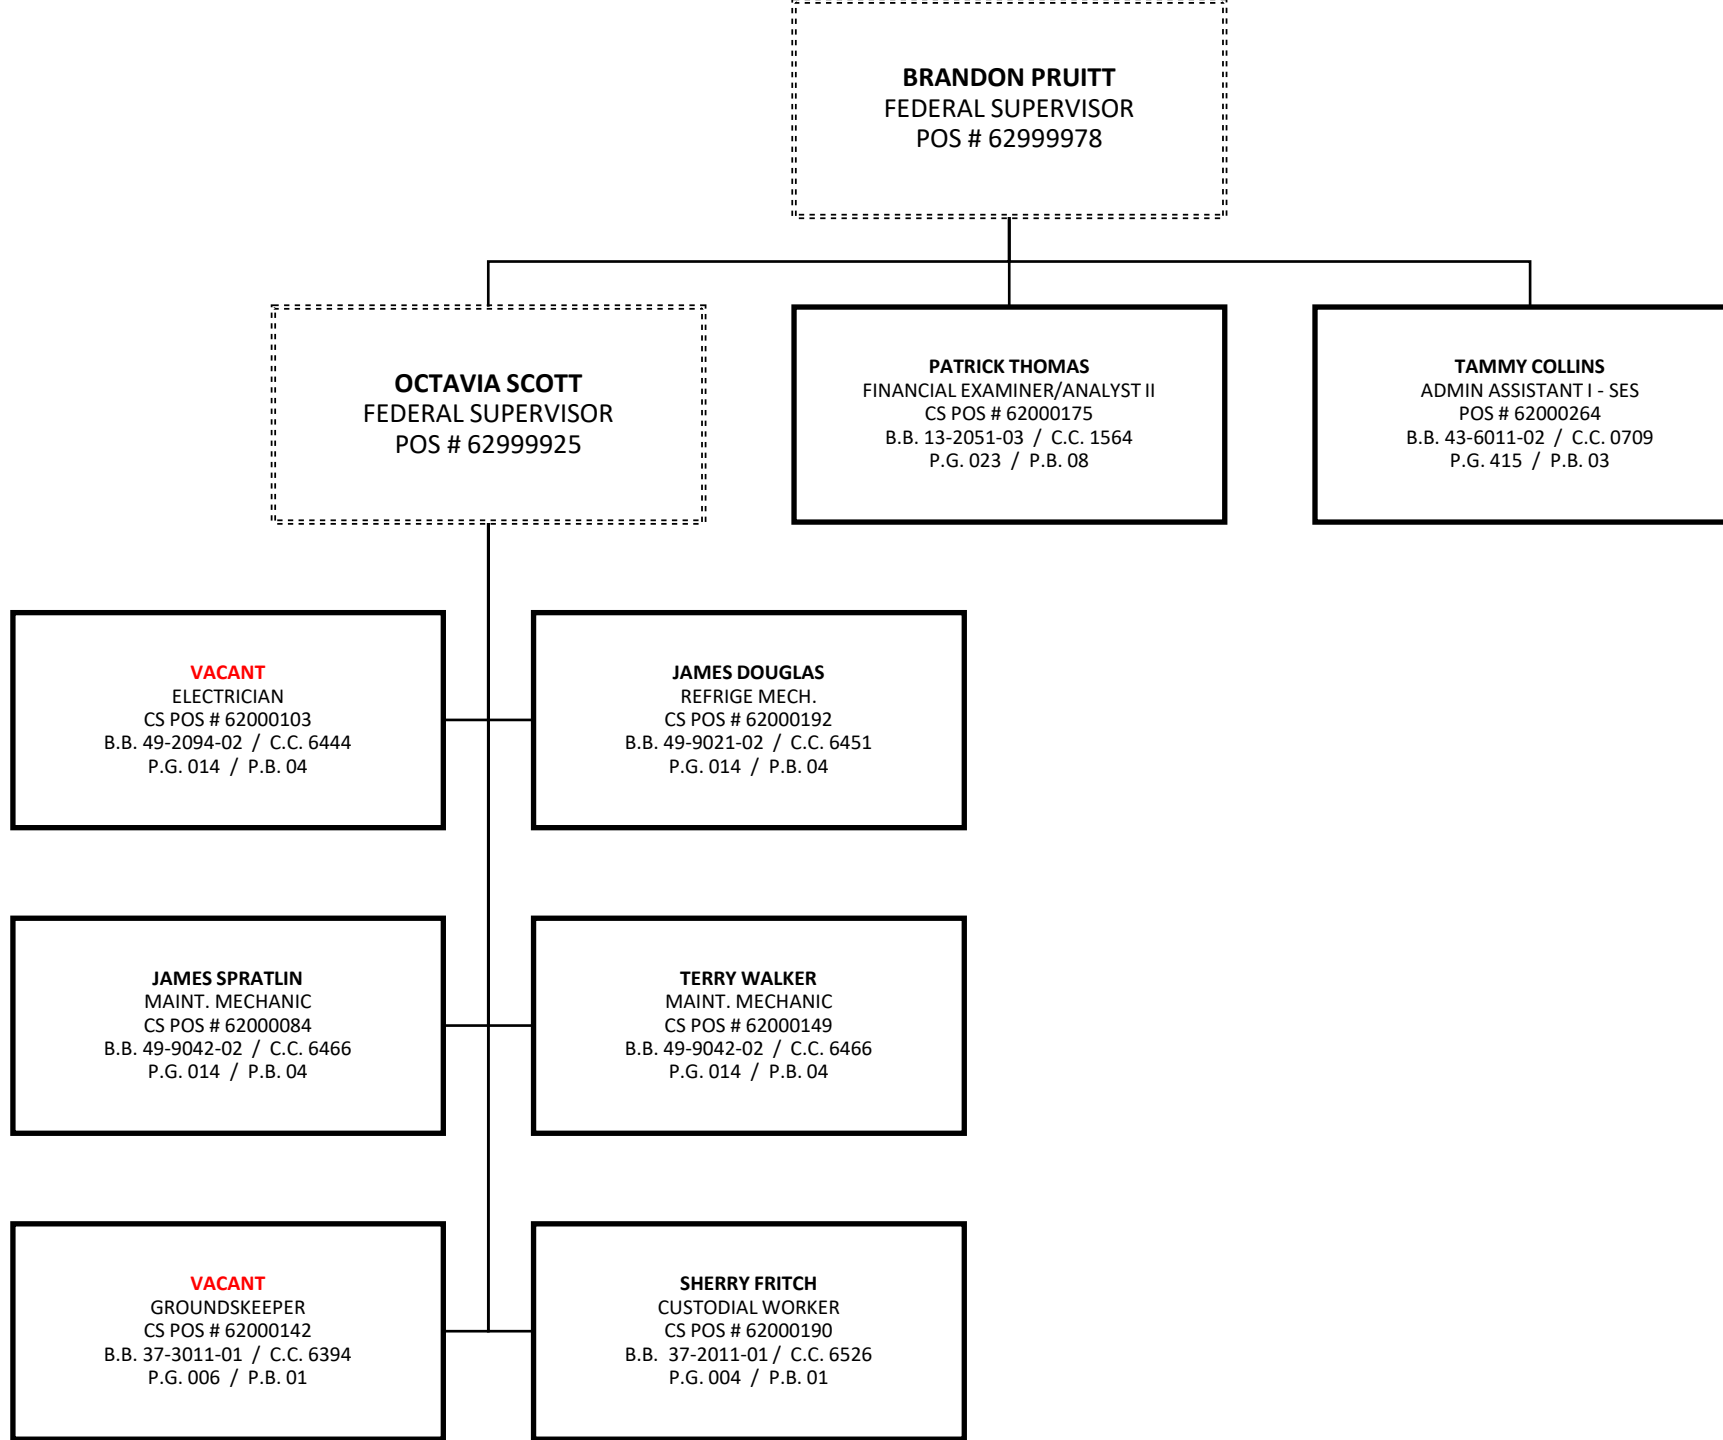 BRANDON PRUITT
FEDERAL SUPERVISOR
POS # 62999978
OCTAVIA SCOTT
FEDERAL SUPERVISOR
POS # 62999925
PATRICK THOMAS
FINANCIAL EXAMINER/ANALYST II
CS POS # 62000175
B.B. 13-2051-03 / C.C. 1564
P.G. 023 / P.B. 08
TAMMY COLLINS
ADMIN ASSISTANT I - SES
POS # 62000264
B.B. 43-6011-02 / C.C. 0709
P.G. 415 / P.B. 03
VACANT
ELECTRICIAN
CS POS # 62000103
B.B. 49-2094-02 / C.C. 6444
P.G. 014 / P.B. 04
JAMES DOUGLAS
REFRIGE MECH.
CS POS # 62000192
B.B. 49-9021-02 / C.C. 6451
P.G. 014 / P.B. 04
JAMES SPRATLIN
MAINT. MECHANIC
CS POS # 62000084
B.B. 49-9042-02 / C.C. 6466
P.G. 014 / P.B. 04
TERRY WALKER
MAINT. MECHANIC
CS POS # 62000149
B.B. 49-9042-02 / C.C. 6466
P.G. 014 / P.B. 04
VACANT
GROUNDSKEEPER
CS POS # 62000142
B.B. 37-3011-01 / C.C. 6394
P.G. 006 / P.B. 01
SHERRY FRITCH
CUSTODIAL WORKER
CS POS # 62000190
B.B. 37-2011-01 / C.C. 6526
P.G. 004 / P.B. 01